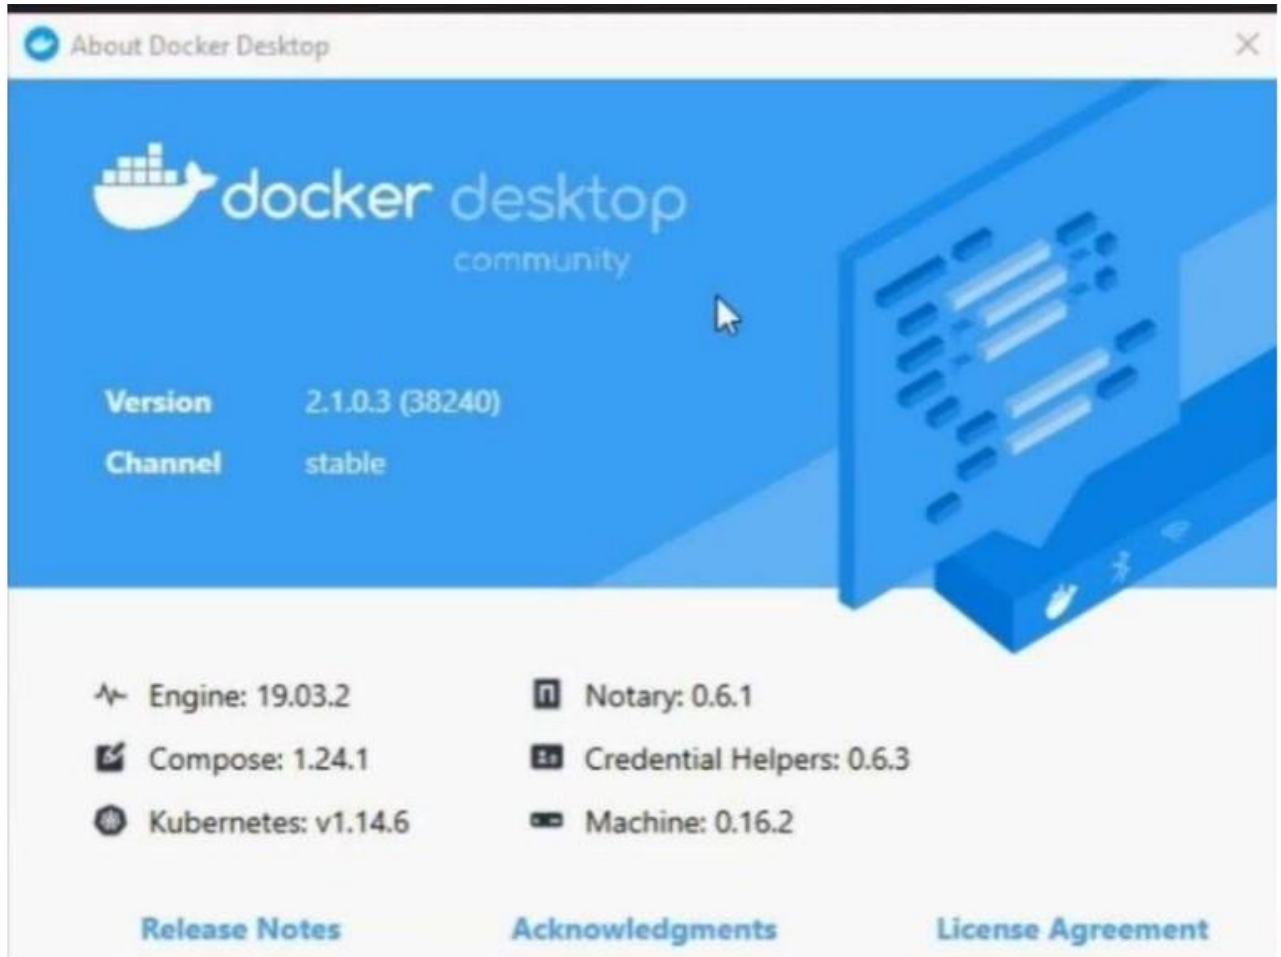 About Docker Desktop
docker desktop
community
Version 2.1.0.3 (38240)
Channel stable
Engine: 19.03.2
Notary: 0.6.1
Compose: 1.24.1
Credential Helpers: 0.6.3
Kubernetes: v1.14.6
Machine: 0.16.2
Release Notes
Acknowledgments
License Agreement